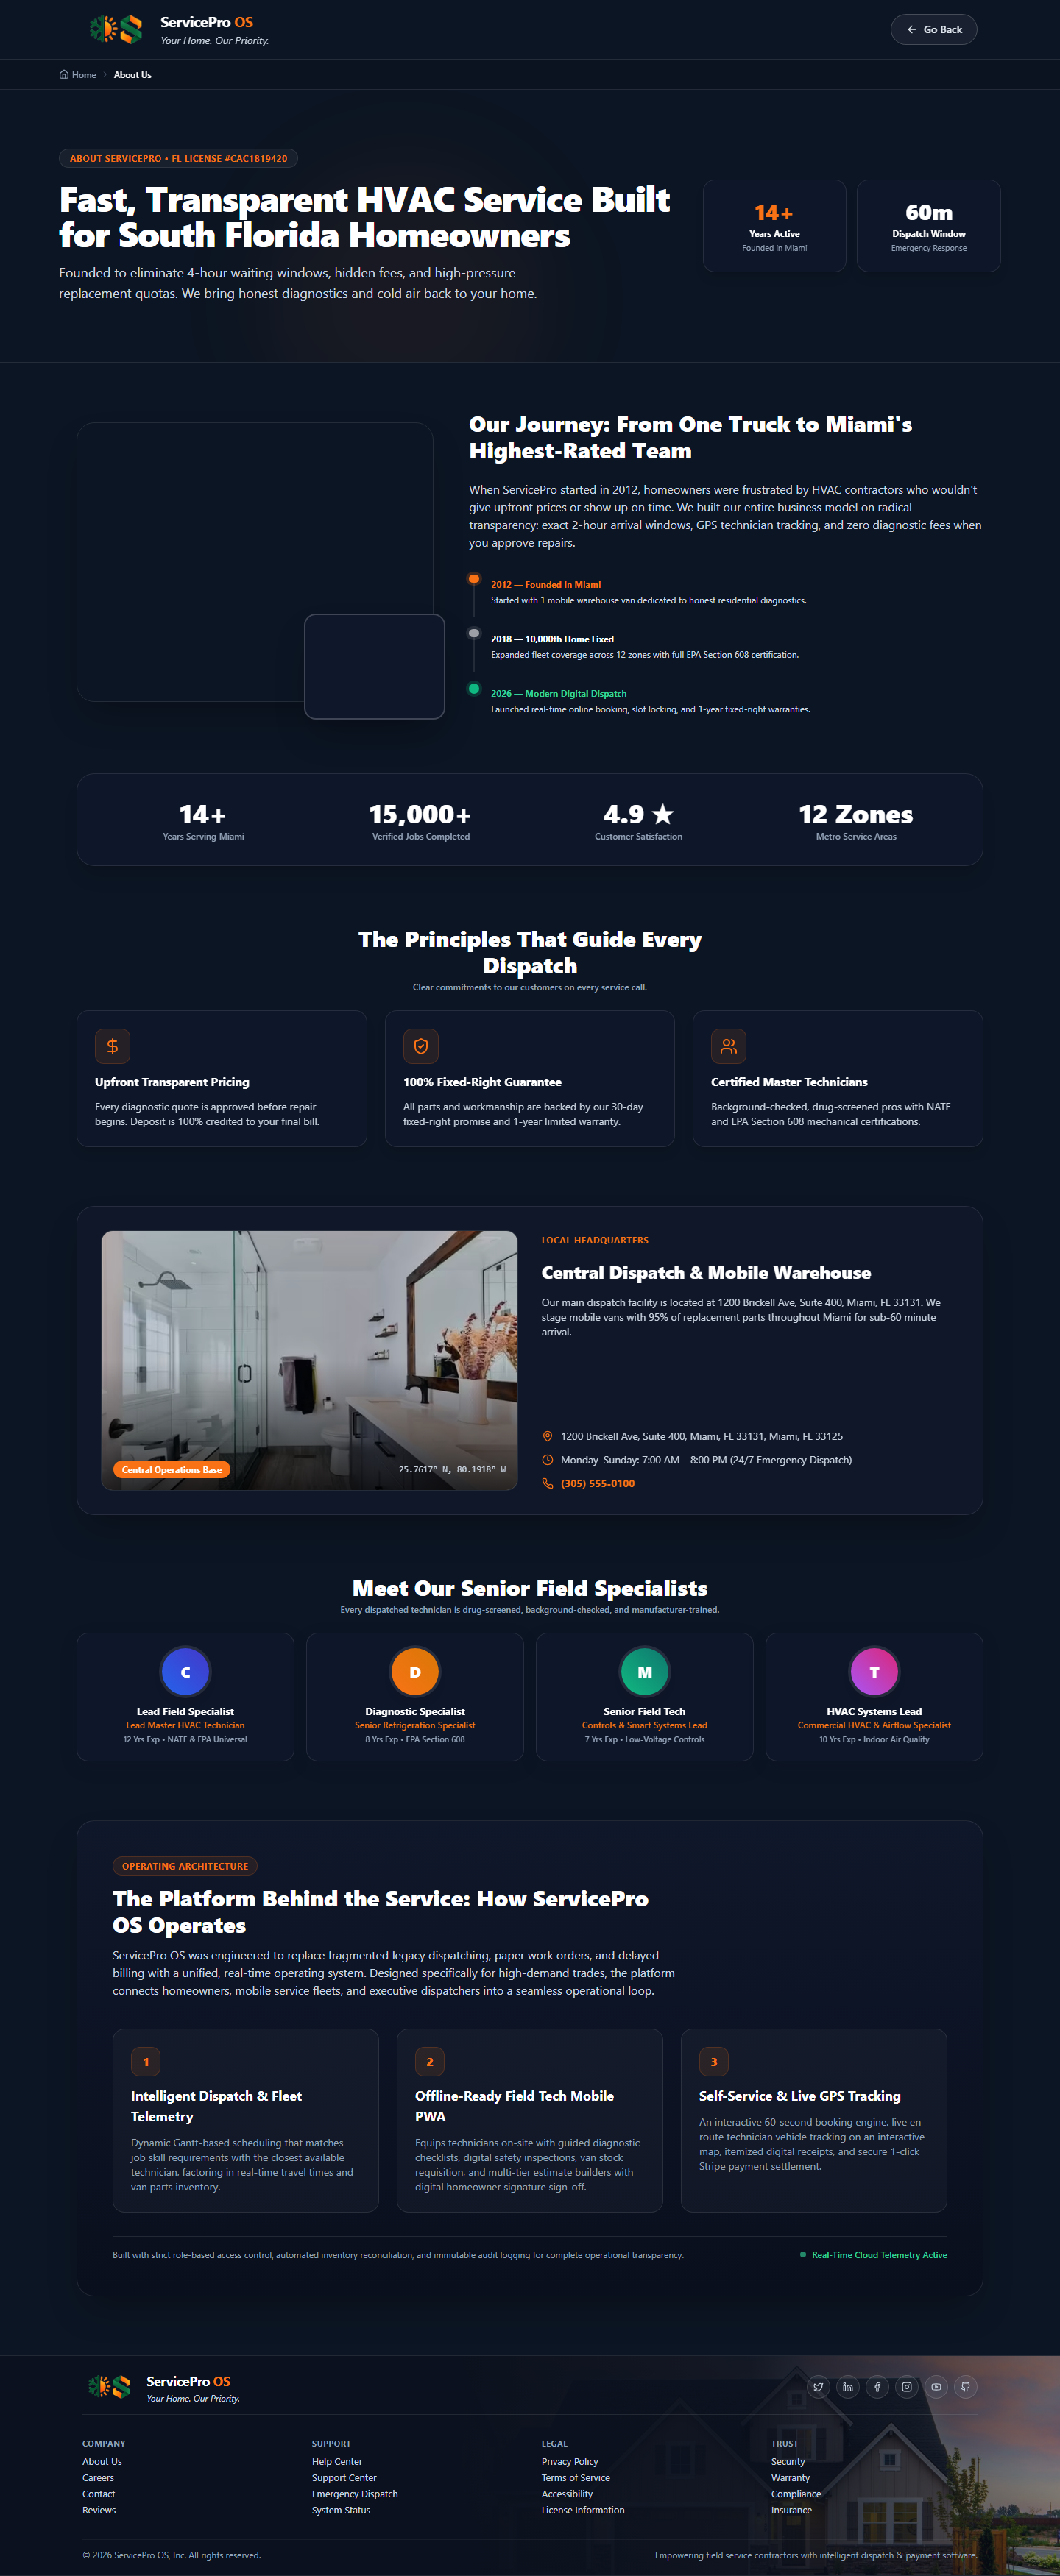 ServicePro OS
Your Home. Our Priority.
Go Back
Home
About Us
ABOUT SERVICEPRO • FL LICENSE #CAC1819420
Fast, Transparent HVAC Service Built
for South Florida Homeowners
Founded to eliminate 4-hour waiting windows, hidden fees, and high-pressure
replacement quotas. We bring honest diagnostics and cold air back to your home.
14+
Years Active
Founded in Miami
60m
Dispatch Window
Emergency Response
Our Journey: From One Truck to Miami's
Highest-Rated Team
When ServicePro started in 2012, homeowners were frustrated by HVAC contractors who wouldn't
give upfront prices or show up on time. We built our entire business model on radical
transparency: exact 2-hour arrival windows, GPS technician tracking, and zero diagnostic fees when
you approve repairs.
2012 — Founded in Miami
Started with 1 mobile warehouse van dedicated to honest residential diagnostics.
2018 — 10,000th Home Fixed
Expanded fleet coverage across 12 zones with full EPA Section 608 certification.
2026 — Modern Digital Dispatch
Launched real-time online booking, slot locking, and 1-year fixed-right warranties.
14+
Years Serving Miami
15,000+
Verified Jobs Completed
4.9 ★
Customer Satisfaction
12 Zones
Metro Service Areas
The Principles That Guide Every
Dispatch
Clear commitments to our customers on every service call.
Upfront Transparent Pricing
Every diagnostic quote is approved before repair
begins. Deposit is 100% credited to your final bill.
100% Fixed-Right Guarantee
All parts and workmanship are backed by our 30-day
fixed-right promise and 1-year limited warranty.
Certified Master Technicians
Background-checked, drug-screened pros with NATE
and EPA Section 608 mechanical certifications.
Central Operations Base
25.7617° N, 80.1918° W
LOCAL HEADQUARTERS
Central Dispatch & Mobile Warehouse
Our main dispatch facility is located at 1200 Brickell Ave, Suite 400, Miami, FL 33131. We
stage mobile vans with 95% of replacement parts throughout Miami for sub-60 minute
arrival.
1200 Brickell Ave, Suite 400, Miami, FL 33131, Miami, FL 33125
Monday–Sunday: 7:00 AM – 8:00 PM (24/7 Emergency Dispatch)
(305) 555-0100
Meet Our Senior Field Specialists
Every dispatched technician is drug-screened, background-checked, and manufacturer-trained.
C
Lead Field Specialist
Lead Master HVAC Technician
12 Yrs Exp • NATE & EPA Universal
D
Diagnostic Specialist
Senior Refrigeration Specialist
8 Yrs Exp • EPA Section 608
M
Senior Field Tech
Controls & Smart Systems Lead
7 Yrs Exp • Low-Voltage Controls
T
HVAC Systems Lead
Commercial HVAC & Airflow Specialist
10 Yrs Exp • Indoor Air Quality
OPERATING ARCHITECTURE
The Platform Behind the Service: How ServicePro
OS Operates
ServicePro OS was engineered to replace fragmented legacy dispatching, paper work orders, and delayed
billing with a unified, real-time operating system. Designed specifically for high-demand trades, the platform
connects homeowners, mobile service fleets, and executive dispatchers into a seamless operational loop.
1
Intelligent Dispatch & Fleet
Telemetry
Dynamic Gantt-based scheduling that matches
job skill requirements with the closest available
technician, factoring in real-time travel times and
van parts inventory.
2
Offline-Ready Field Tech Mobile
PWA
Equips technicians on-site with guided diagnostic
checklists, digital safety inspections, van stock
requisition, and multi-tier estimate builders with
digital homeowner signature sign-off.
3
Self-Service & Live GPS Tracking
An interactive 60-second booking engine, live en-
route technician vehicle tracking on an interactive
map, itemized digital receipts, and secure 1-click
Stripe payment settlement.
Built with strict role-based access control, automated inventory reconciliation, and immutable audit logging for complete operational transparency.
Real-Time Cloud Telemetry Active
ServicePro OS
Your Home. Our Priority.
COMPANY
About Us
Careers
Contact
Reviews
SUPPORT
Help Center
Support Center
Emergency Dispatch
System Status
LEGAL
Privacy Policy
Terms of Service
Accessibility
License Information
TRUST
Security
Warranty
Compliance
Insurance
© 2026 ServicePro OS, Inc. All rights reserved.
Empowering field service contractors with intelligent dispatch & payment software.